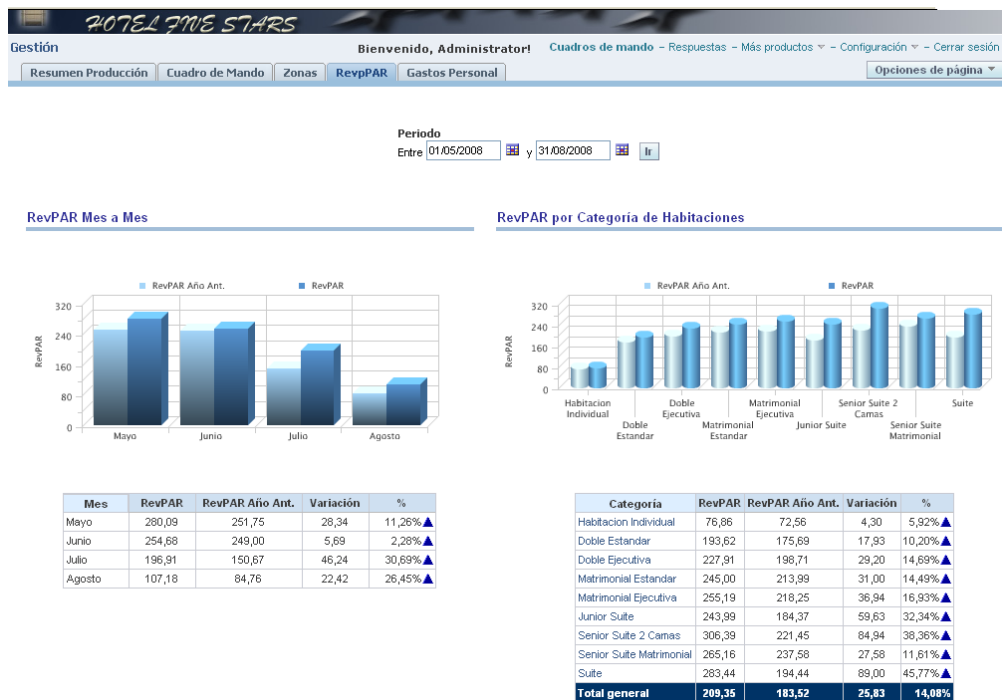 HOTEL FIVE STARS
Gestión
Bienvenido, Administrator! Cuadros de mando – Respuestas – Más productos – Configuración – Cerrar sesión
Resumen Producción Cuadro de Mando Zonas RevpPAR Gastos Personal Opciones de página
Periodo
Entre 01/05/2008 y 31/08/2008 Ir
RevPAR Mes a Mes
RevPAR Año Ant. RevPAR
RevPAR
320
240
160
80
0
Mayo Junio Julio Agosto
Mes RevPAR RevPAR Año Ant. Variación %
Mayo 280,09 251,75 28,34 11,26%
Junio 254,68 249,00 5,69 2,28%
Julio 196,91 150,67 46,24 30,69%
Agosto 107,18 84,76 22,42 26,45%
RevPAR por Categoría de Habitaciones
RevPAR Año Ant. RevPAR
RevPAR
320
240
160
80
0
Habitacion Individual
Doble Estandar
Doble Ejecutiva
Matrimonial Estandar
Matrimonial Ejecutiva
Junior Suite
Senior Suite 2 Camas
Senior Suite Matrimonial
Suite
Categoría RevPAR RevPAR Año Ant. Variación %
Habitacion Individual 76,86 72,56 4,30 5,92%
Doble Estandar 193,62 175,69 17,93 10,20%
Doble Ejecutiva 227,91 198,71 29,20 14,69%
Matrimonial Estandar 245,00 213,99 31,00 14,49%
Matrimonial Ejecutiva 255,19 218,25 36,94 16,93%
Junior Suite 243,99 184,37 59,63 32,34%
Senior Suite 2 Camas 306,39 221,45 84,94 38,36%
Senior Suite Matrimonial 265,16 237,58 27,58 11,61%
Suite 283,44 194,44 89,00 45,77%
Total general 209,35 183,52 25,83 14,08%